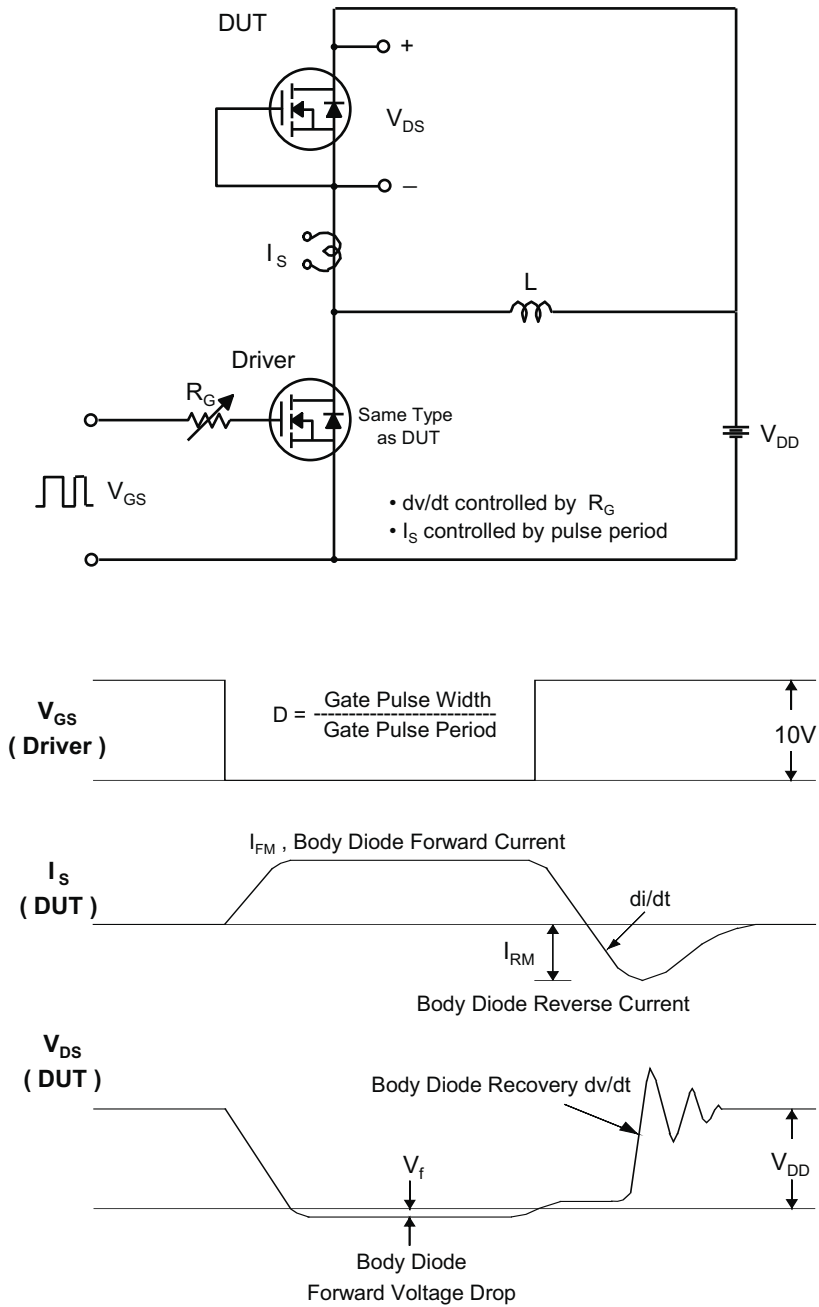 DUT
+
V_DS
–
I_S
L
Driver
R_G
Same Type
as DUT
V_DD
V_GS
• dv/dt controlled by R_G
• I_S controlled by pulse period
V_GS
( Driver )
D = Gate Pulse Width
Gate Pulse Period
10V
I_FM , Body Diode Forward Current
I_S
( DUT )
di/dt
I_RM
Body Diode Reverse Current
V_DS
( DUT )
Body Diode Recovery dv/dt
V_f
V_DD
Body Diode
Forward Voltage Drop